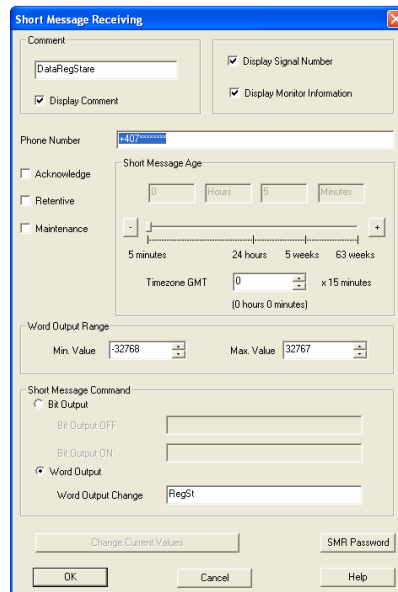 Short Message Receiving
Comment
DataRegStare
Display Comment
Display Signal Number
Display Monitor Information
Phone Number +407********
Acknowledge
Retentive
Maintenance
Short Message Age
0 Hours 5 Minutes
- +
5 minutes 24 hours 5 weeks 63 weeks
Timezone GMT 0 x 15 minutes
(0 hours 0 minutes)
Word Output Range
Min. Value -32768 Max. Value 32767
Short Message Command
Bit Output
Bit Output OFF
Bit Output ON
Word Output
Word Output Change RegSt
Change Current Values SMR Password
OK Cancel Help